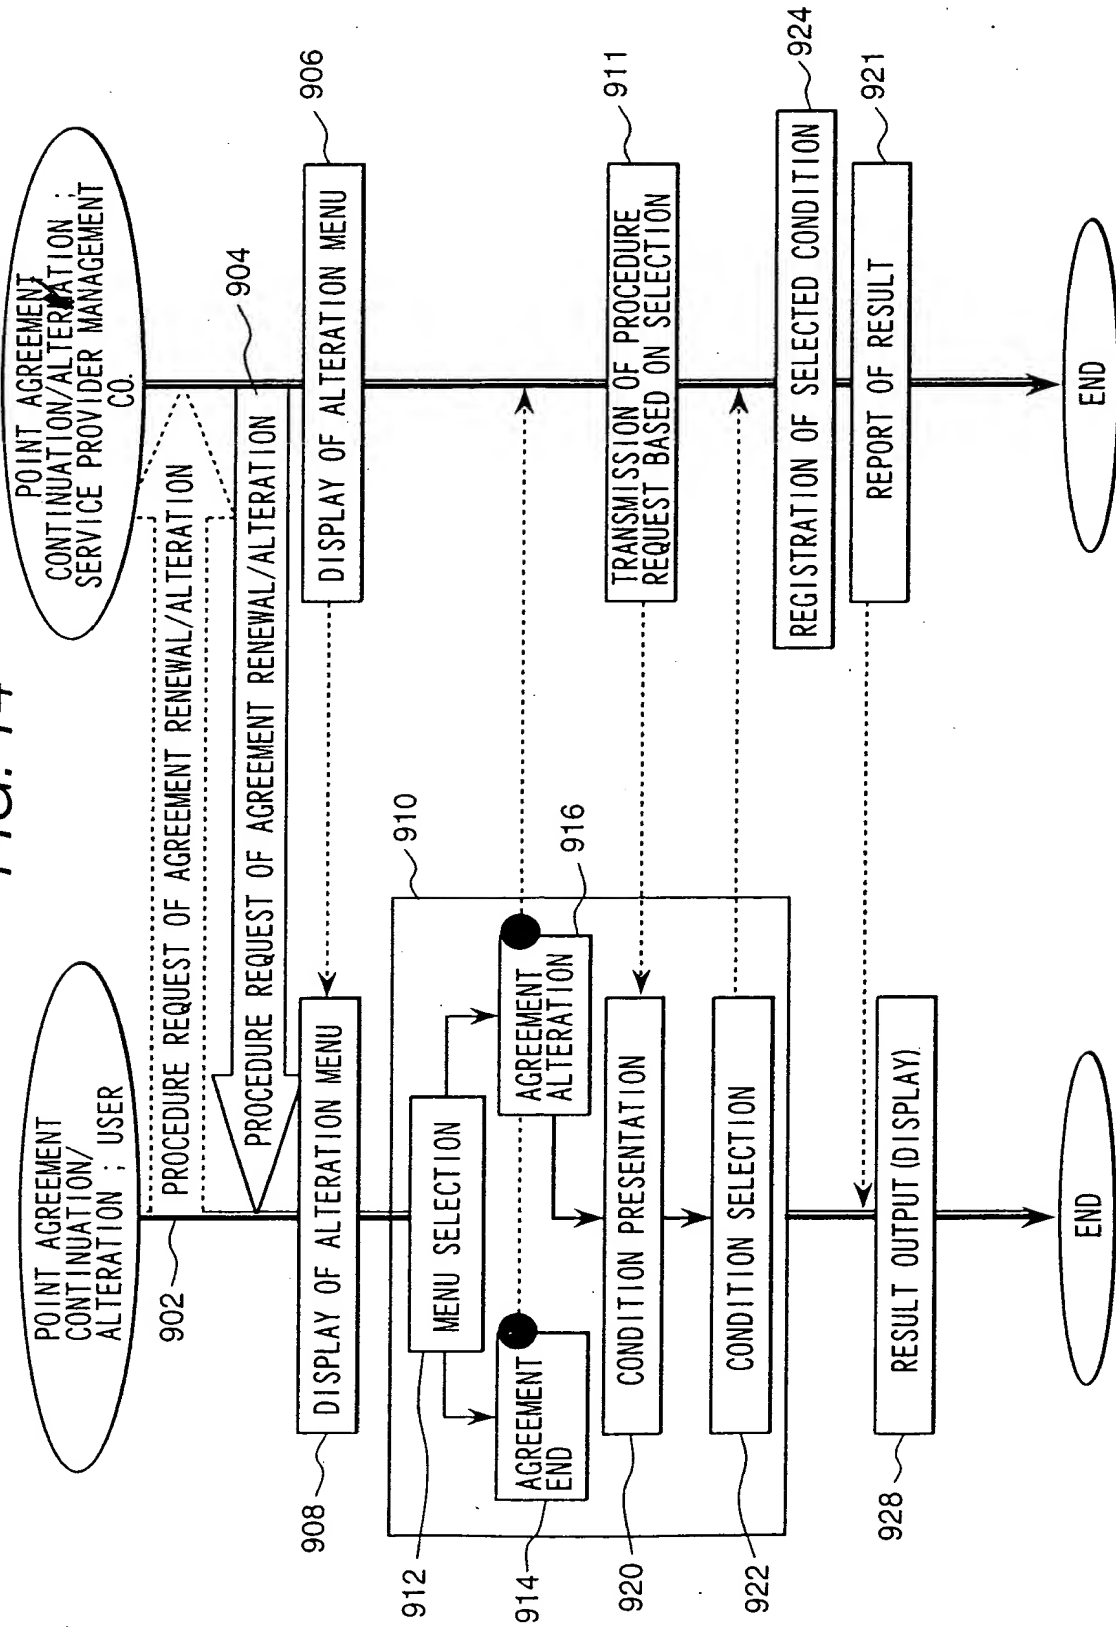 FIG. 14
POINT AGREEMENT
CONTINUATION/
ALTERATION ; USER
POINT AGREEMENT
CONTINUATION/ALTERATION ;
SERVICE PROVIDER MANAGEMENT
CO.
902
PROCEDURE REQUEST OF AGREEMENT RENEWAL/ALTERATION
904
PROCEDURE REQUEST OF AGREEMENT RENEWAL/ALTERATION
906
DISPLAY OF ALTERATION MENU
908
DISPLAY OF ALTERATION MENU
910
912
MENU SELECTION
914
AGREEMENT
END
916
AGREEMENT
ALTERATION
911
TRANSMISSION OF PROCEDURE
REQUEST BASED ON SELECTION
920
CONDITION PRESENTATION
922
CONDITION SELECTION
924
REGISTRATION OF SELECTED CONDITION
921
REPORT OF RESULT
928
RESULT OUTPUT (DISPLAY)
END
END